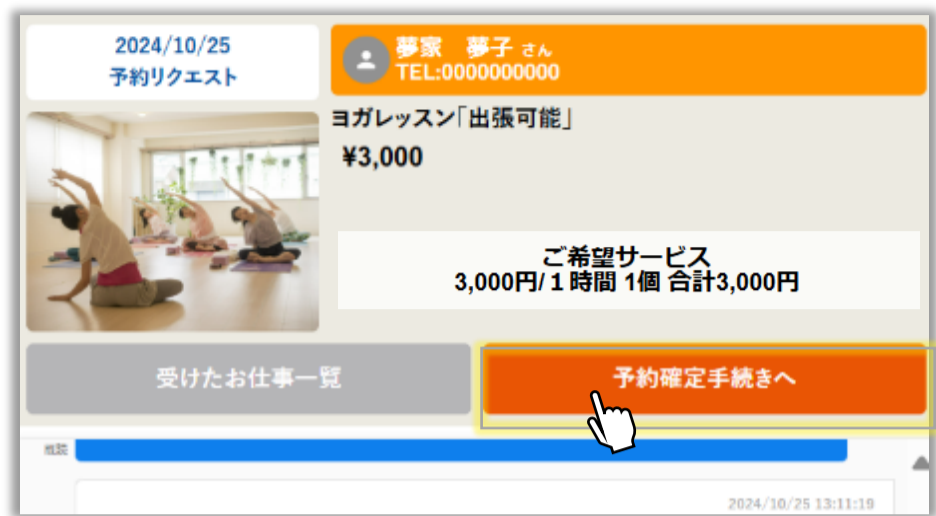 2024/10/25
予約リクエスト
夢家 夢子 さん
TEL:0000000000
ヨガレッスン「出張可能」
¥3,000
ご希望サービス
3,000円/１時間 1個 合計3,000円
受けたお仕事一覧
予約確定手続きへ
既読
2024/10/25 13:11:19